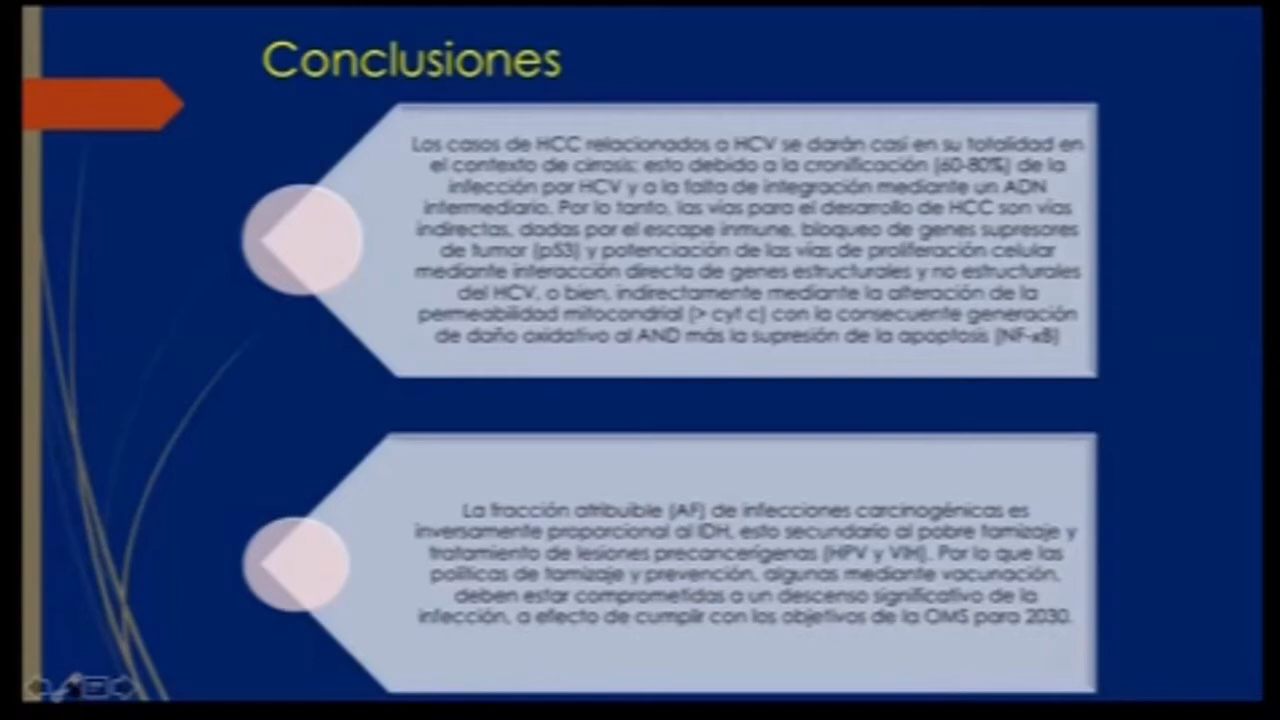 Conclusiones
Los casos de HCC relacionados a HCV se darán casi en su totalidad en
el contexto de cirrosis; esto debido a la cronificación (60-80%) de la
infección por HCV y a la falta de integración mediante un ADN
intermediario. Por lo tanto, las vías para el desarrollo de HCC son vías
indirectas, dadas por el escape inmune, bloqueo de genes supresores
de tumor (p53) y potenciación de las vías de proliferación celular
mediante interacción directa de genes estructurales y no estructurales
del HCV, o bien, indirectamente mediante la alteración de la
permeabilidad mitocondrial (> cyt c) con la consecuente generación
de daño oxidativo al AND más la supresión de la apoptosis (NF-κB)
La fracción atribuible (AF) de infecciones carcinogénicas es
inversamente proporcional al IDH, esto secundario al pobre tamizaje y
tratamiento de lesiones precancerígenas (HPV y VIH). Por lo que las
políticas de tamizaje y prevención, algunas mediante vacunación,
deben estar comprometidas a un descenso significativo de la
infección, a efecto de cumplir con los objetivos de la OMS para 2030.